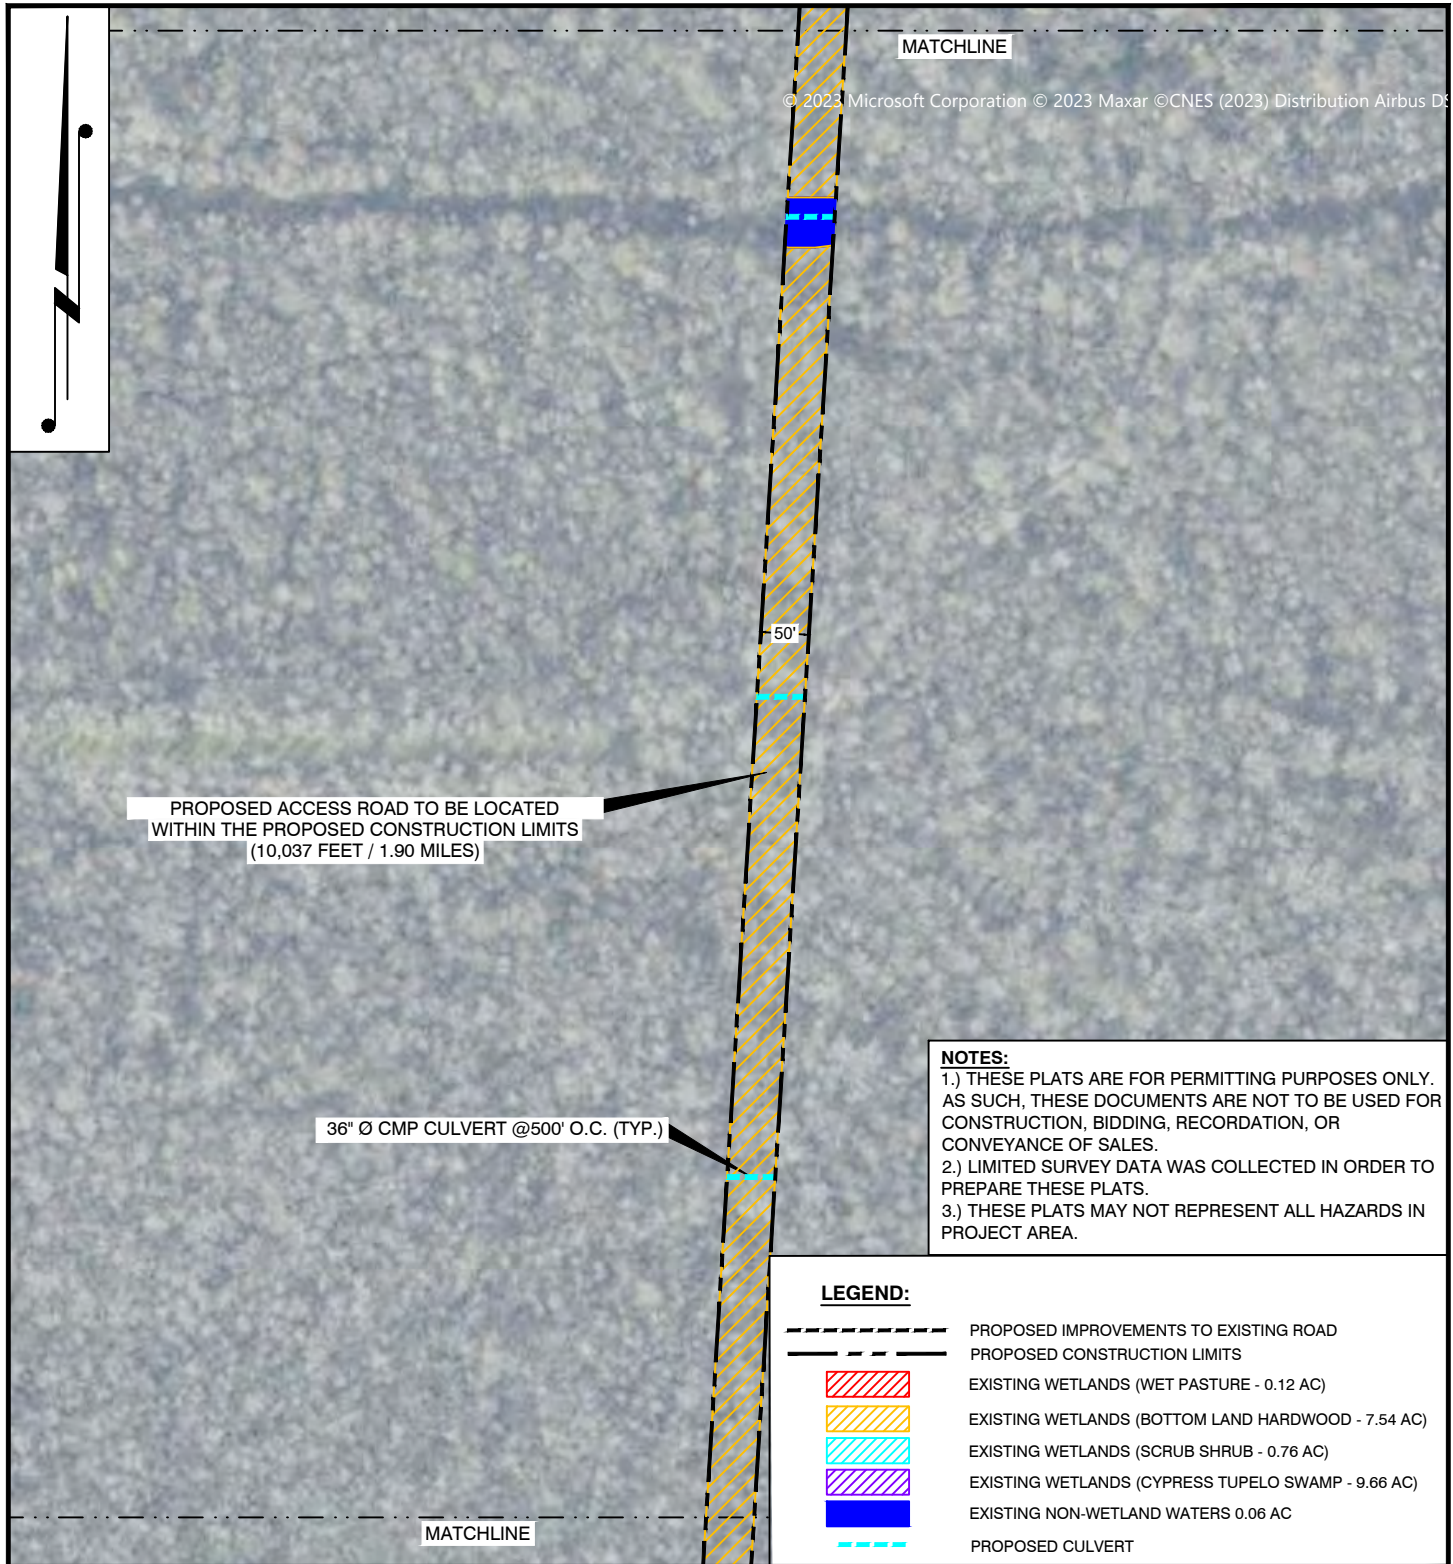 MATCHLINE
© 2023 Microsoft Corporation © 2023 Maxar ©CNES (2023) Distribution Airbus
50'
PROPOSED ACCESS ROAD TO BE LOCATED
WITHIN THE PROPOSED CONSTRUCTION LIMITS
(10,037 FEET / 1.90 MILES)
36" Ø CMP CULVERT @500' O.C. (TYP.)
NOTES:
1.) THESE PLATS ARE FOR PERMITTING PURPOSES ONLY.
AS SUCH, THESE DOCUMENTS ARE NOT TO BE USED FOR
CONSTRUCTION, BIDDING, RECORDATION, OR
CONVEYANCE OF SALES.
2.) LIMITED SURVEY DATA WAS COLLECTED IN ORDER TO
PREPARE THESE PLATS.
3.) THESE PLATS MAY NOT REPRESENT ALL HAZARDS IN
PROJECT AREA.
LEGEND:
PROPOSED IMPROVEMENTS TO EXISTING ROAD
PROPOSED CONSTRUCTION LIMITS
EXISTING WETLANDS (WET PASTURE - 0.12 AC)
EXISTING WETLANDS (BOTTOM LAND HARDWOOD - 7.54 AC)
EXISTING WETLANDS (SCRUB SHRUB - 0.76 AC)
EXISTING WETLANDS (CYPRESS TUPELO SWAMP - 9.66 AC)
EXISTING NON-WETLAND WATERS 0.06 AC
PROPOSED CULVERT
MATCHLINE